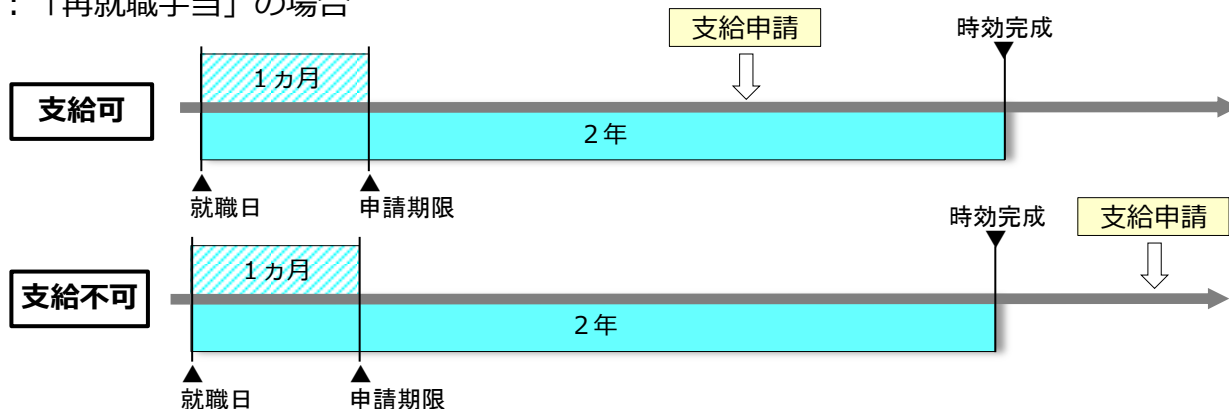 ：「再就職手当」の場合
支給申請
時効完成
１ヵ月
支給可
２年
就職日
申請期限
時効完成
支給申請
１ヵ月
支給不可
２年
就職日
申請期限